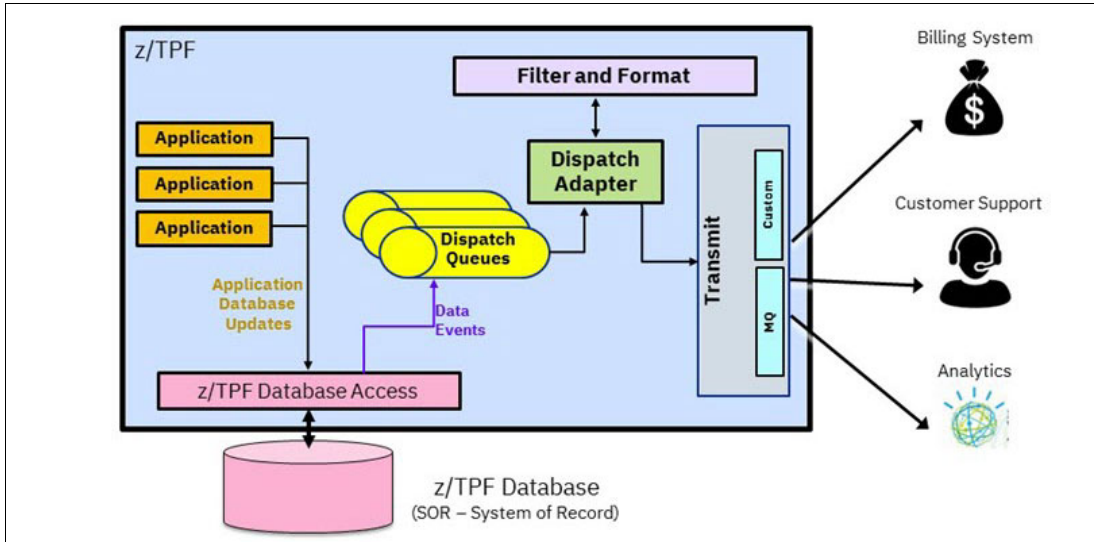 z/TPF
Filter and Format
Application
Application
Application
Dispatch
Adapter
Dispatch
Queues
Application
Database
Updates
Data
Events
z/TPF Database Access
Transmit
Custom
MQ
z/TPF Database
(SOR – System of Record)
Billing System
$
Customer Support
Analytics